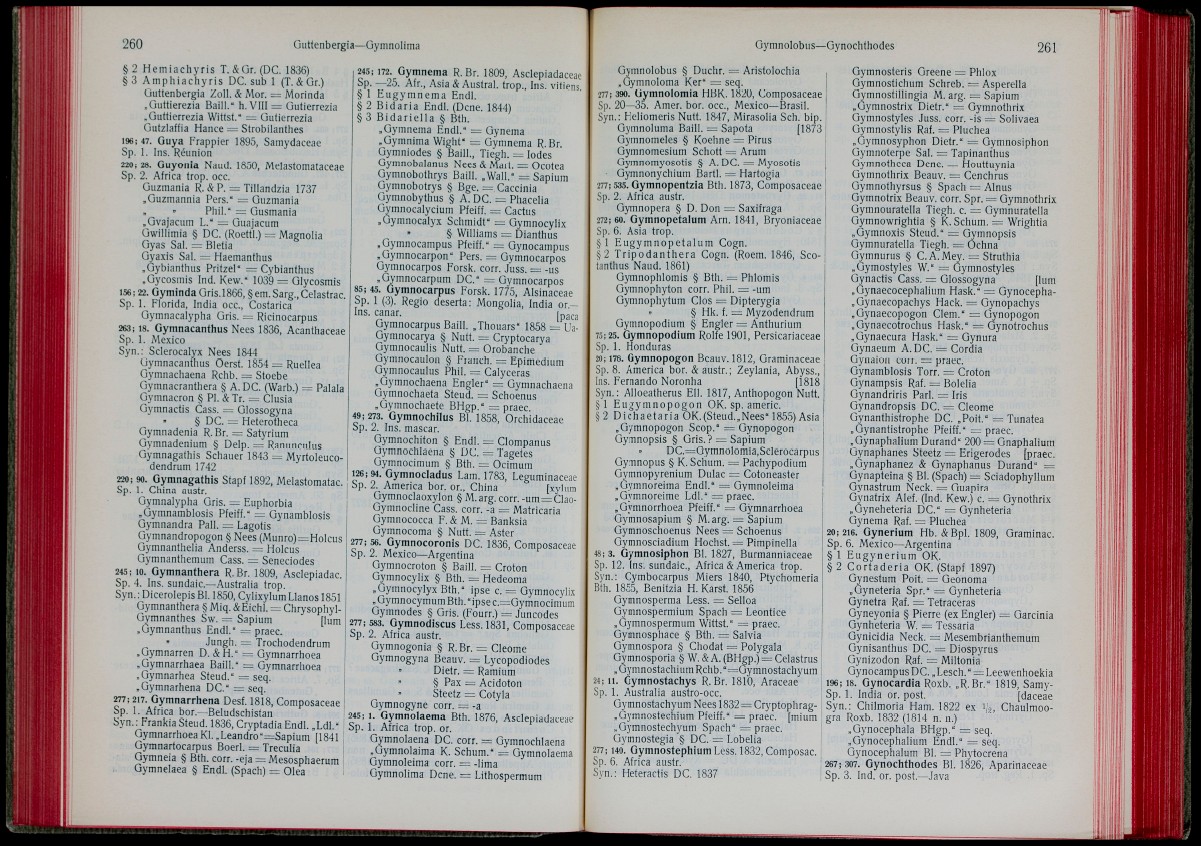 260
Guttenbergia—Gymnolima
§ 2 Hemiachyris T. & Gr. (DC. 1836)
§ 3 Amphiachyris DC. sub 1 (T. & Gr.)
Guttenbergia Zoll. & Mor. = Morinda
„Guttierezia Baill.“ h. VIII = Gutierrezia
„Guttierrezia Wittst.“ = Gutierrezia
Gutzlaffia Hance = Strobilanthes
196; 47. Guya Frappier 1895, Samydaceae
Sp. 1. Ins. Réunion
220; 28. Guyonia Naud. 1850, Melastomataceae
Sp. 2. Africa trop. occ.
Guzmania R. & P. = Tillandzia 1737
„Guzmannia Pers.“ = Guzmania
„ „ Phil.“ = Gusmania
„Gvajacum L.“ = Guajacum
Gwillimia § DC. (Roettl.) = Magnolia
Gyas Sal. = Bletia
Gyaxis Sal. = Haemanthus
„Gybianthus Pritzel“ = Cybianthus
„Gycosmis Ind. Kew.“ 1039 = Glycosmis
156; 22. Gyminda Gris.1866, § em. Sarg., Celastrac.
Sp. 1. Florida, India occ., Costarica
Gymnacalypha Gris. = Ricinocarpus
263; 18. Gymnacanthus Nees 1836, Acanthaceae
Sp. 1. Mexico
Syn.: Sclerocalyx Nees 1844
Gymnacanthus Oerst. 1854 = Ruellea
Gymnachaena Rchb. = Stoebe
Gymnacranthera § A. DC. (Warb.) = Palala
Gymnacron § Pl. & Tr. = Clusia
Gymnactis Cass. = Glossogyna
„ § DC. = Heterotheca
Gymnadenia R. Br. = Satyrium
Gymnadenium § Delp. = Ranunculus
Gymnagathis Schauer 1843 = Myrtoleuco-
dendrum 1742
220; 90. Gymnagathis Stapf 1892, Melastomatac.
Sp. 1. China austr.
Gymnalypha Gris. = Euphorbia
„Gymnamblosis Pfeiff.“ = Gynamblosis
Gymnandra Pall. = Lagotis
Gymnandropogon § Nees (Munro) = Holcus
Gymnanthelia Anderss. = Holcus
Gymnanthemum Cass. = Seneciodes
245; 10. Gymnanthera R. Br. 1809, Asclepiadac.
Sp. 4. Ins. sundaic.—Australia trop.
Syn.: Dicerolepis Bl. 1850, Cylixylum Llanos 1851
Gymnanthera § Miq. & Eichl. = Chrysophyl-
Gymnanthes Sw. = Sapium [lum
„Gymnanthus Endl.“ = praec.
„ Jungh. = Trochodendrum
„Gymnarren D. & H.“ = Gymnarrhoea
„Gymnarrhaea Baill.“ = Gymnarrhoea
„Gymnarhea Steud.“ = seq.
„Gymnarhena DC.“ = seq.
277; 217. Gymnarrhena Desf. 1818, Compositaceae
Sp. 1. Africa bor.—Beludschistan
Syn.: Frankia Steud. 1836, Cryptadia Endl. „Ldl.“
Gymnarrhoea Kl. „Leandro“ = Sapium [1841
Gymnartocarpus Boerl. = Treculia
Gymneia § Bth. corr. -eja = Mesosphaerum
Gymnelaea § Endl. (Spach) = Olea
245; 172. Gymnema R. Br. 1809, Asclepiadaceae
Sp. —25. Afr., Asia & Austral. trop., Ins. vitiens.
§ 1 Eugymnema Endl.
§ 2 Bidaria Endl. (Dcne. 1844)
§ 3 Bidariella § Bth.
„Gymnema Endl.“ = Gynema
„Gymnima Wight“ = Gymnema R. Br.
Gymniodes § Baill., Tiegh. = Iodes
Gymnobalanus Nees & Mart. = Ocotea
Gymnobothrys Baill. „Wall.“ = Sapium
Gymnobotrys § Bge. = Caccinia
Gymnobythus § A. DC. = Phacelia
Gymnocalycium Pfeiff. = Cactus
„Gymnocalyx Schmidt“ = Gymnocylix
„ § Williams = Dianthus
„Gymnocampus Pfeiff.“ = Gynocampus
„Gymnocarpon“ Pers. = Gymnocarpos
Gymnocarpos Forsk. corr. Juss. = -us
„Gymnocarpum DC.“ = Gymnocarpos
85; 45. Gymnocarpus Forsk. 1775, Alsinaceae
Sp. 1 (3). Regio deserta: Mongolia, India or.—
Ins. canar. [paca
Gymnocarpus Baill. „Thouars“ 1858 = Ua-
Gymnocarya § Nutt. = Cryptocarya
Gymnocaulis Nutt. = Orobanche
Gymnocaulon § Franch. = Epimedium
Gymnocaulus Phil. = Calyceras
„Gymnochaena Engler“ = Gymnachaena
Gymnochaeta Steud. = Schoenus
„Gymnochaete BHgp.“ = praec.
49; 273. Gymnochilus Bl. 1858, Orchidaceae
Sp. 2. Ins. mascar.
Gymnochiton § Endl. = Clompanus
Gymnochlaena § DC. = Tagetes
Gymnocimum § Bth. = Ocimum
126; 94. Gymnocladus Lam. 1783, Leguminaceae
Sp. 2. America bor. or., China [xylum
Gymnoclaoxylon § M. arg. corr. -um = Clao-
Gymnocline Cass. corr. -a = Matricaria
Gymnococca F. & M. = Banksia
Gymnocoma § Nutt. = Aster
277; 56. Gymnocoronis DC. 1836, Compositaceae
Sp. 2. Mexico—Argentina
Gymnocroton § Baill. = Croton
Gymnocylix § Bth. = Hedeoma
„Gymnocylyx Bth.“ ipse c. = Gymnocylix
„Gymnocymum Bth.“ ipse c. = Gymnocimum
Gymnodes § Gris. (Fourr.) = Juncodes
277; 583. Gymnodiscus Less. 1831, Compositaceae
Sp. 2. Africa austr.
Gymnogonia § R. Br. = Cleome
Gymnogyna Beauv. = Lycopodiodes
„ Dietr. = Ramium
„ § Pax = Acidoton
„ Steetz = Cotyla
Gymnogyne corr. = -a
245; 1. Gymnolaema Bth. 1876, Asclepiadaceae
Sp. 1. Africa trop. or.
Gymnolaena DC. corr. = Gymnochlaena
„Gymnolaima K. Schum.“ = Gymnolaema
Gymnoleima corr. = -lima
Gymnolima Dcne. = Lithospermum
Gymnolobus—Gynochthodes
261
Gymnolobus § Duchr. = Aristolochia
„Gymnoloma Ker“ = seq.
277; 390. Gymnolomia HBK. 1820, Compositaceae
Sp. 20—35. Amer. bor. occ., Mexico—Brasil.
Syn.: Heliomeris Nutt. 1847, Mirasolia Sch. bip.
Gymnoluma Baill. = Sapota [1873
Gymnomeles § Koehne = Pirus
Gymnomesium Schott = Arum
Gymnomyosotis § A. DC. = Myosotis
Gymnonychium Bartl. = Hartogia
277; 535. Gymnopentzia Bth. 1873, Compositaceae
Sp. 2. Africa austr.
Gymnopera § D. Don = Saxifraga
272; 60. Gymnopetalum Arn. 1841, Bryoniaceae
Sp. 6. Asia trop.
§ 1 Eugymnopetalum Cogn.
§ 2 Tripodanthera Cogn. (Roem. 1846, Sco-
tanthus Naud. 1861)
Gymnophlomis § Bth. = Phlomis
Gymnophyton corr. Phil. = -um
Gymnophytum Clos = Dipterygia
„ § Hk. f. = Myzodendrum
Gymnopodium § Engler = Anthurium
75; 25. Gymnopodium Rolfe 1901, Persicariaceae
Sp. 1. Honduras
20; 178. Gymnopogon Beauv. 1812, Graminaceae
Sp. 8. America bor. & austr.; Zeylania, Abyss.,
Ins. Fernando Noronha [1818
Syn.: Alloeatherus Ell. 1817, Anthopogon Nutt.
§ 1 Eugymnopogon OK. sp. americ.
§ 2 Dichaetaria OK. (Steud. „Nees“ 1855) Asia
„Gymnopogon Scop.“ = Gynopogon
Gymnopsis § Gris. ? = Sapium
„ DC. = Gymnolomia, Sclerocarpus
Gymnopus § K. Schum. = Pachypodium
Gymnopyrenium Dulac = Cotoneaster
„Gymnoreima Endl.“ = Gymnoleima
„Gymnoreime Ldl.“ = praec.
„Gymnorrhoea Pfeiff.“ = Gymnarrhoea
Gymnosapium § M. arg. = Sapium
Gymnoschoenus Nees = Schoenus
Gymnosciadium Hochst. = Pimpinella
48; 3. Gymnosiphon Bl. 1827, Burmanniaceae
Sp. 12. Ins. sundaic., Africa & America trop.
Syn.: Cymbocarpus Miers 1840, Ptychomeria
Bth. 1855, Benitzia H. Karst. 1856
Gymnosperma Less. = Selloa
Gymnospermium Spach = Leontice
„Gymnospermum Wittst.“ = praec.
Gymnosphace § Bth. = Salvia
Gymnospora § Chodat = Polygala
Gymnosporia § W. & A. (BHgp.) = Celastrus
„Gymnostachium Rchb.“ = Gymnostachyum
24; 11. Gymnostachys R. Br. 1810, Araceae
Sp. 1. Australia austro-occ.
Gymnostachyum Nees 1832 = Cryptophrag-
„Gymnostechium Pfeiff.“ = praec. [mium
„Gymnostechyum Spach“ = praec.
Gymnostegia § DC. = Lobelia
277; 140. Gymnostephium Less. 1832, Composac.
Sp. 6. Africa austr.
Syn.: Heteractis DC. 1837
Gymnosteris Greene = Phlox
Gymnostichum Schreb. = Asperella
Gymnostillingia M. arg. = Sapium
„Gymnostrix Dietr.“ = Gymnothrix
Gymnostyles Juss. corr. -is = Solivaea
Gymnostylis Raf. = Pluchea
„Gymnosyphon Dietr.“ = Gymnosiphon
Gymnoterpe Sal. = Tapinanthus
Gymnotheca Dcne. = Houttuynia
Gymnothrix Beauv. = Cenchrus
Gymnothyrsus § Spach = Alnus
Gymnotrix Beauv. corr. Spr. = Gymnothrix
Gymnouratella Tiegh. c. = Gymnuratella
Gymnowrightia § K. Schum. = Wrightia
„Gymnoxis Steud.“ = Gymnopsis
Gymnuratella Tiegh. = Ochna
Gymnurus § C. A. Mey. = Struthia
„Gymostyles W.“ = Gymnostyles
Gynactis Cass. = Glossogyna [lum
„Gynaecocephalium Hask.“ = Gynocepha-
„Gynaecopachys Hack. = Gynopachys
„Gynaecopogon Clem.“ = Gynopogon
„Gynaecotrochus Hask.“ = Gynotrochus
„Gynaecura Hask.“ = Gynura
Gynaeum A. DC. = Cordia
Gynaion corr. = praec.
Gynamblosis Torr. = Croton
Gynampsis Raf. = Bolelia
Gynandriris Parl. = Iris
Gynandropsis DC. = Cleome
Gynanthistrophe DC. „Poit.“ = Tunatea
„Gynantistrophe Pfeiff.“ = praec.
„Gynaphalium Durand“ 200 = Gnaphalium
Gynaphanes Steetz = Erigerodes [praec.
„Gynaphanez & Gynaphanus Durand“ =
Gynapteina § Bl. (Spach) = Sciadophyllum
Gynastrum Neck. = Guapira
Gynatrix Alef. (Ind. Kew.) c. = Gynothrix
„Gyneheteria DC.“ = Gynheteria
Gynema Raf. = Pluchea
20; 216. Gynerium Hb. & Bpl. 1809, Graminac.
Sp. 6. Mexico—Argentina
§ 1 Eugynerium OK.
§ 2 Cortaderia OK. (Stapf 1897)
Gynestum Poit. = Geonoma
„Gyneteria Spr.“ = Gynheteria
Gynetra Raf. = Tetraceras
Gyneyonia § Pierre (ex Engler) = Garcinia
Gynheteria W. = Tessaria
Gynicidia Neck. = Mesembrianthemum
Gynisanthus DC. = Diospyrus
Gynizodon Raf. = Miltonia
Gynocampus DC. „Lesch.“ = Leewenhoekia
196; 18. Gynocardia Roxb. „R. Br.“ 1819, Samy-
Sp. 1. India or. post. [daceae
Syn.: Chilmoria Ham. 1822 ex ¹/₁₂, Chaulmoo-
gra Roxb. 1832 (1814 n. n.)
„Gynocephala BHgp.“ = seq.
„Gynocephalium Endl.“ = seq.
Gynocephalum Bl. = Phytocrena
267; 307. Gynochthodes Bl. 1826, Aparinaceae
Sp. 3. Ind. or. post.—Java